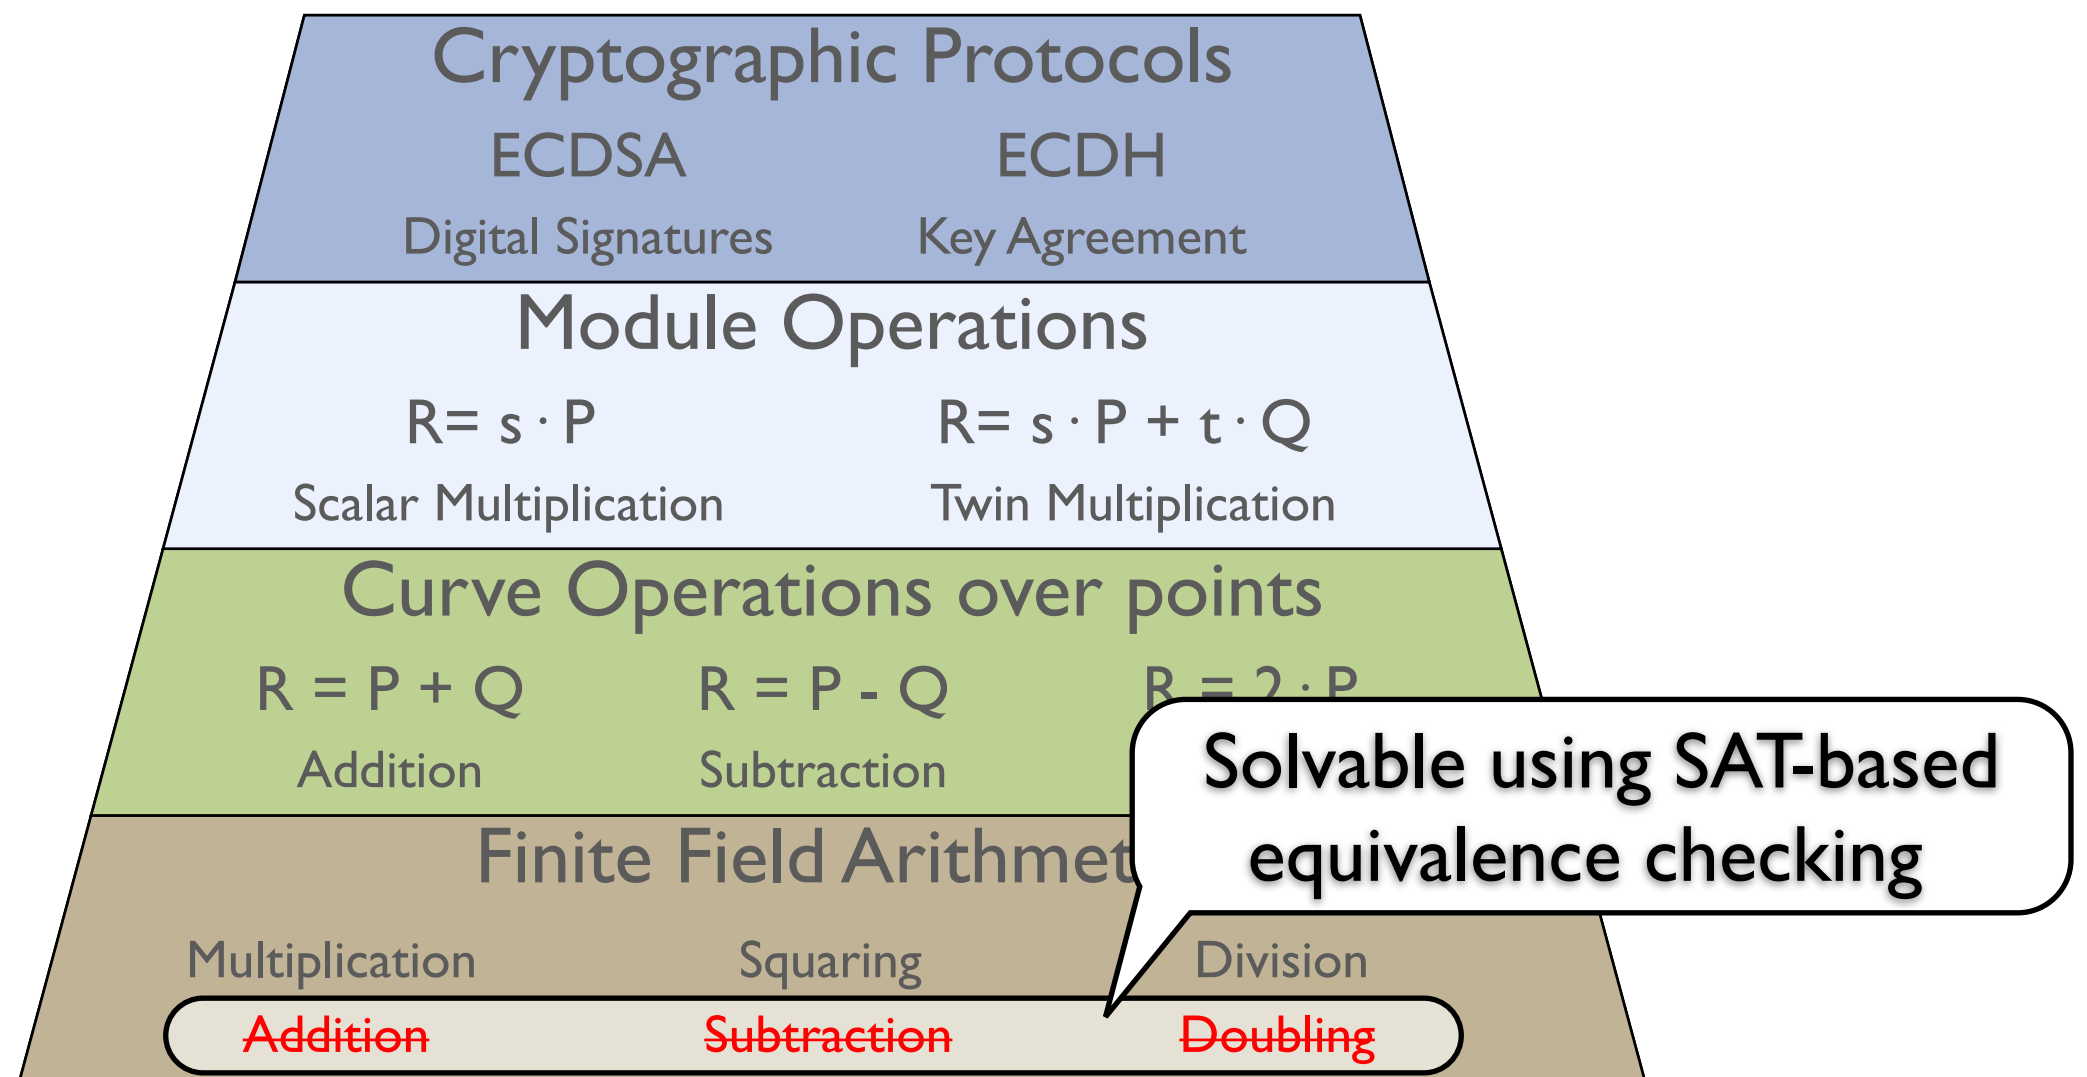 Cryptographic Protocols
ECDSA ECDH
Digital Signatures Key Agreement
Module Operations
R= s · P R= s · P + t · Q
Scalar Multiplication Twin Multiplication
Curve Operations over points
R = P + Q R = P - Q R = 2 · P
Addition Subtraction
Solvable using SAT-based
equivalence checking
Finite Field Arithmet
Multiplication Squaring Division
Addition Subtraction Doubling